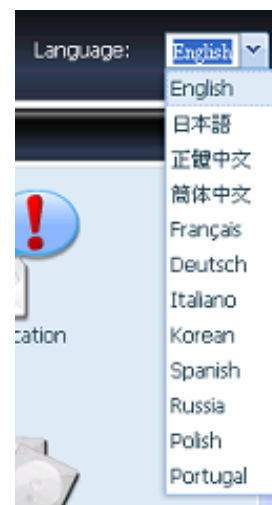 Language:
English
English
日本語
正體中文
简体中文
Français
Deutsch
Italiano
cation
Korean
Spanish
Russia
Polish
Portugal